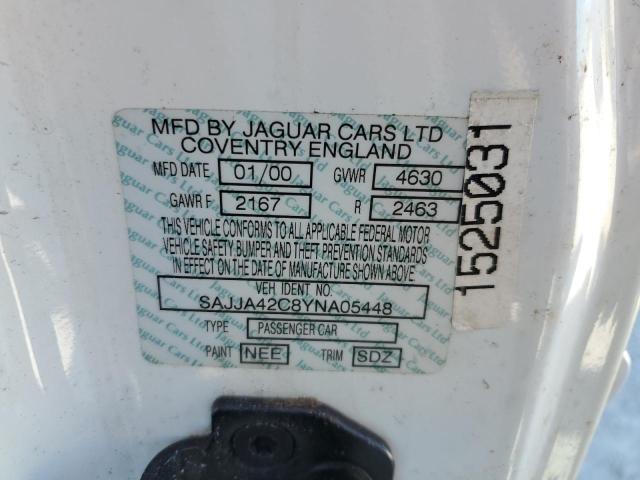 MFD BY JAGUAR CARS LTD
COVENTRY ENGLAND
MFD DATE 01/00 GVWR 4630
GAWR F. 2167 R 2463
THIS VEHICLE CONFORMS TO ALL APPLICABLE FEDERAL MOTOR
VEHICLE SAFETY BUMPER AND THEFT PREVENTION STANDARDS
IN EFFECT ON THE DATE OF MANUFACTURE SHOWN ABOVE
VEH IDENT NO.
SAJJA42C8YNA05448
TYPE PASSENGER CAR
PAINT NEE TRIM SDZ
1525031